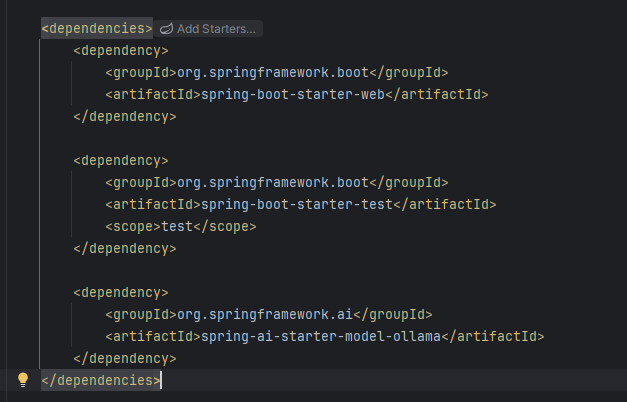 <dependencies> Add Starters...
<dependency>
<groupId>org.springframework.boot</groupId>
<artifactId>spring-boot-starter-web</artifactId>
</dependency>
<dependency>
<groupId>org.springframework.boot</groupId>
<artifactId>spring-boot-starter-test</artifactId>
<scope>test</scope>
</dependency>
<dependency>
<groupId>org.springframework.ai</groupId>
<artifactId>spring-ai-starter-model-ollama</artifactId>
</dependency>
</dependencies>